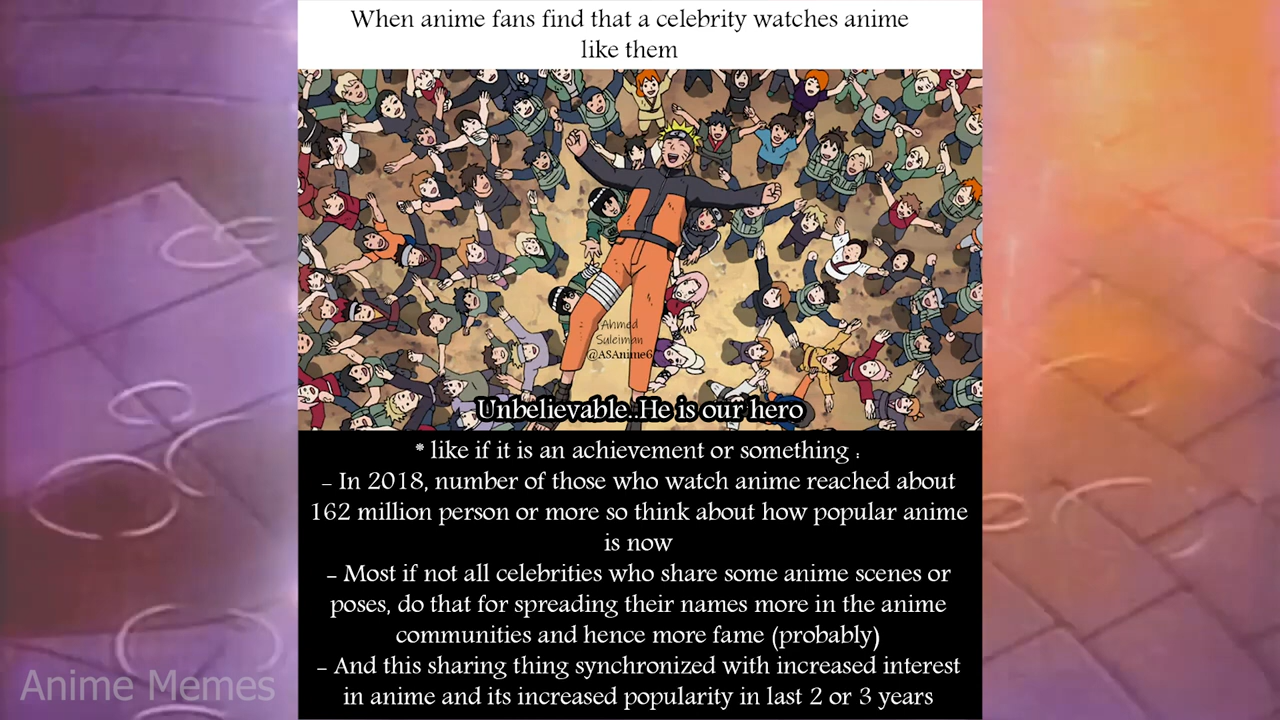 When anime fans find that a celebrity watches anime
like them
Ahmed
Suleiman
@ASAnime6
Unbelievable..He is our hero
* like if it is an achievement or something :
- In 2018, number of those who watch anime reached about
162 million person or more so think about how popular anime
is now
- Most if not all celebrities who share some anime scenes or
poses, do that for spreading their names more in the anime
communities and hence more fame (probably)
- And this sharing thing synchronized with increased interest
in anime and its increased popularity in last 2 or 3 years
Anime Memes